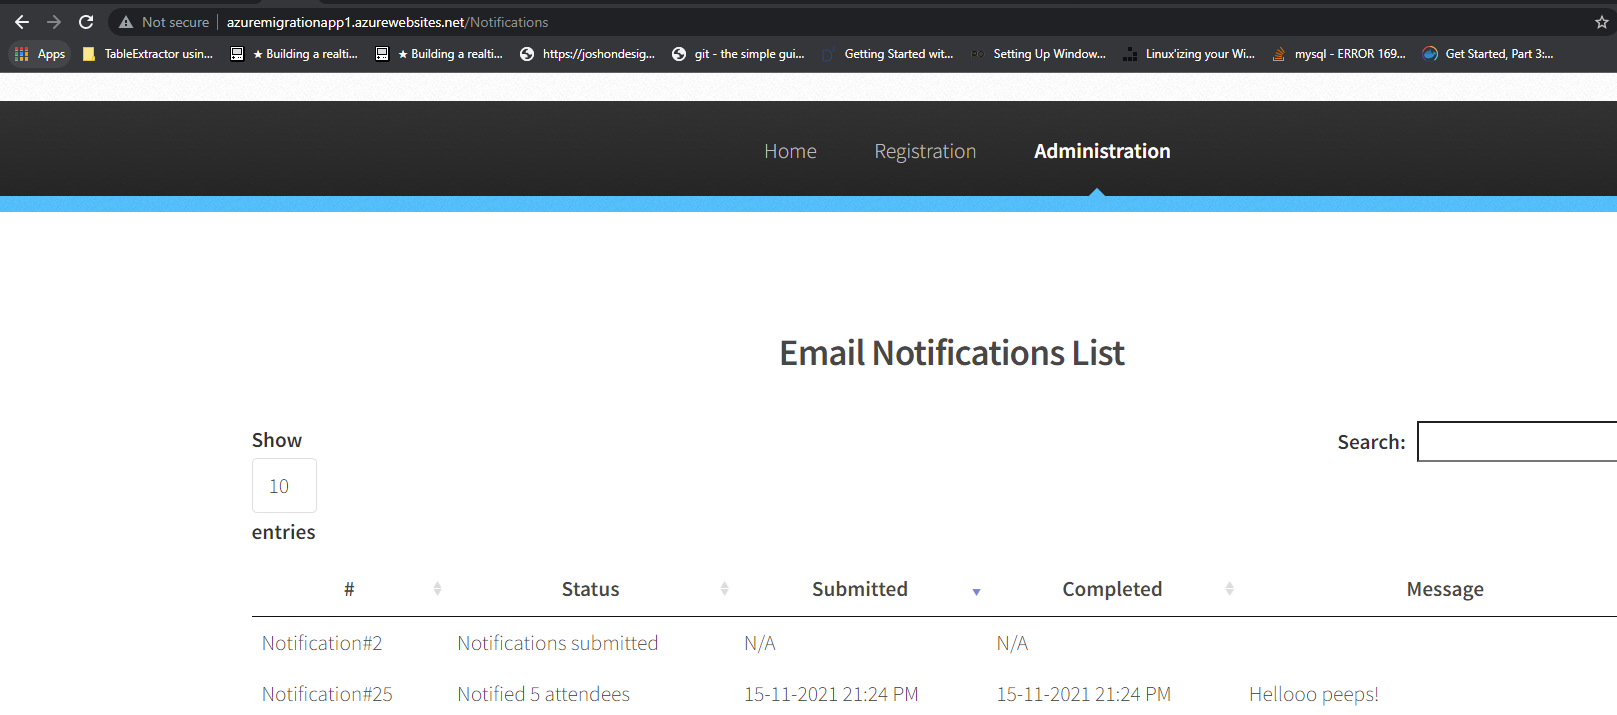 Not secure azuremigrationapp1.azurewebsites.net/Notifications
Apps TableExtractor usin... ★ Building a realti... ★ Building a realti... https://joshondesig... git - the simple gui... Getting Started wit... Setting Up Window... Linux'izing your Wi... mysql - ERROR 169... Get Started, Part 3:...
Home Registration Administration
Email Notifications List
Show
Search:
10
entries
# Status Submitted Completed Message
Notification#2 Notifications submitted N/A N/A
Notification#25 Notified 5 attendees 15-11-2021 21:24 PM 15-11-2021 21:24 PM Hellooo peeps!